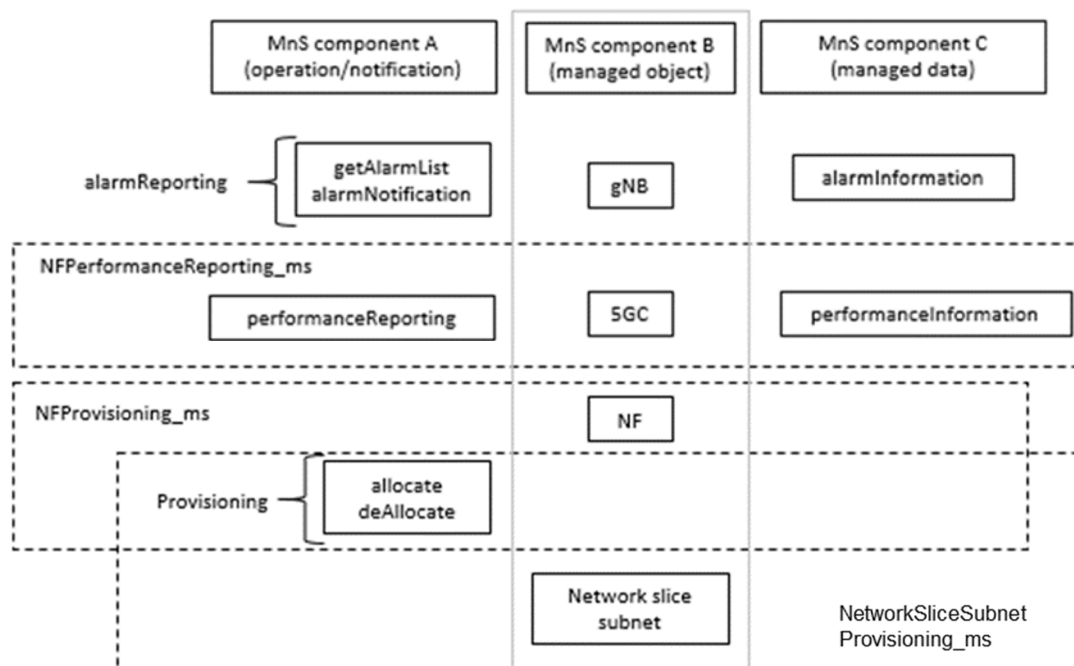 MnS component A
(operation/notification)
MnS component B
(managed object)
MnS component C
(managed data)
alarmReporting
getAlarmList
alarmNotification
gNB
alarmInformation
NFPerformanceReporting_ms
performanceReporting
5GC
performanceInformation
NFProvisioning_ms
NF
Provisioning
allocate
deAllocate
Network slice
subnet
NetworkSliceSubnet
Provisioning_ms